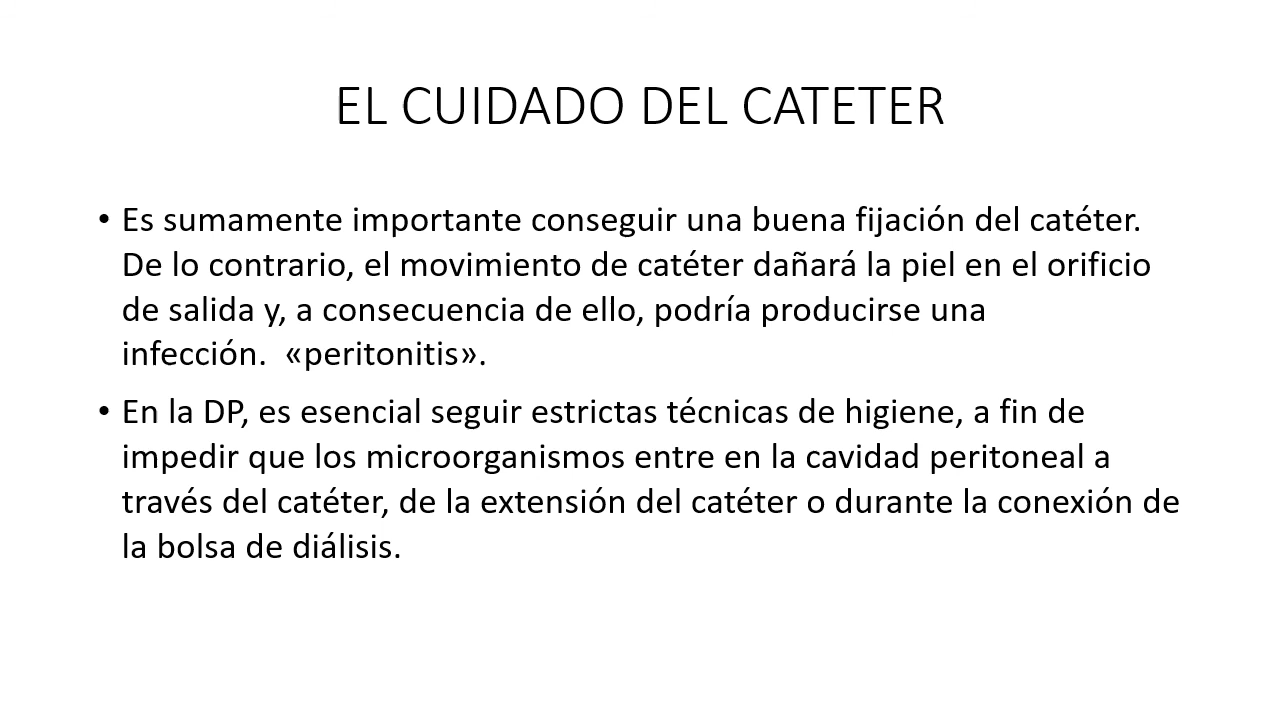 EL CUIDADO DEL CATETER
• Es sumamente importante conseguir una buena fijación del catéter.
De lo contrario, el movimiento de catéter dañará la piel en el orificio
de salida y, a consecuencia de ello, podría producirse una
infección.  «peritonitis».
• En la DP, es esencial seguir estrictas técnicas de higiene, a fin de
impedir que los microorganismos entre en la cavidad peritoneal a
través del catéter, de la extensión del catéter o durante la conexión de
la bolsa de diálisis.